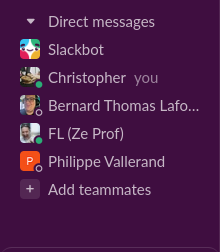 Direct messages
Slackbot
Christopher you
Bernard Thomas Lafo...
FL (Ze Prof)
P Philippe Vallerand
+ Add teammates